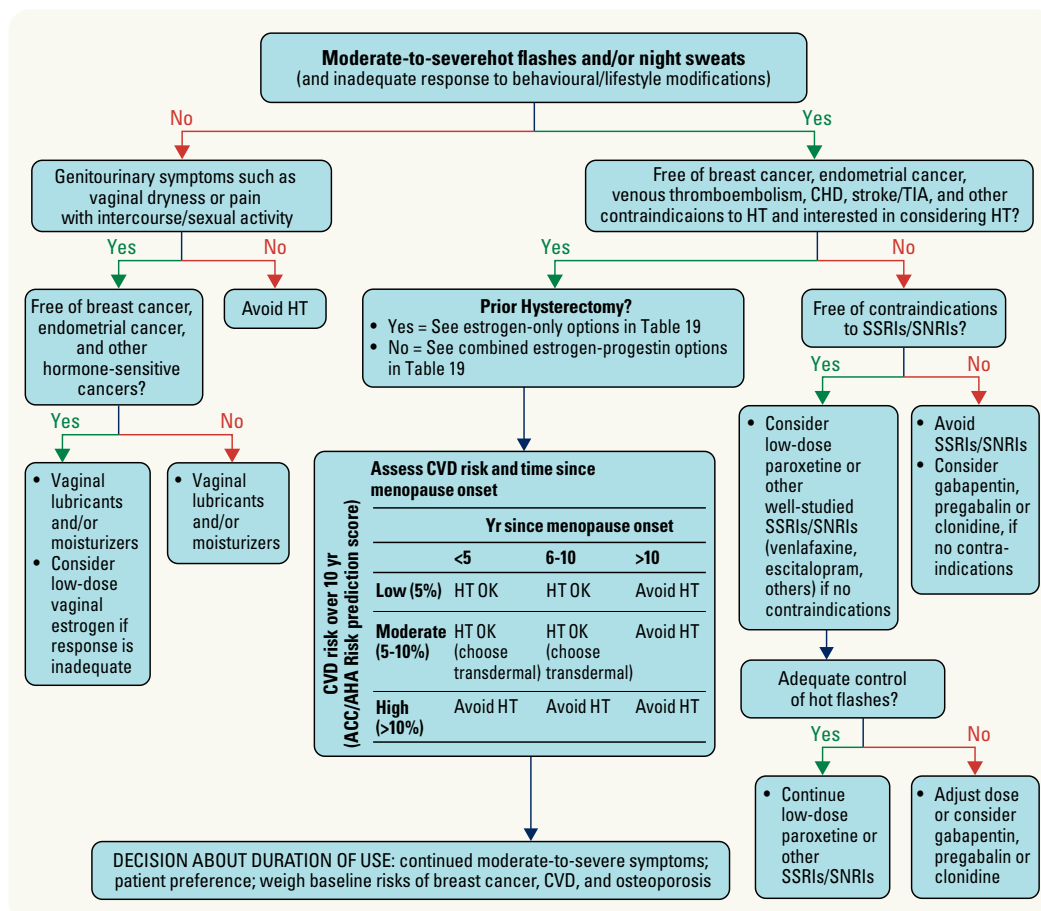 Moderate-to-severehot flashes and/or night sweats
(and inadequate response to behavioural/lifestyle modifications)
No
Yes
Genitourinary symptoms such as
vaginal dryness or pain
with intercourse/sexual activity
Free of breast cancer, endometrial cancer,
venous thromboembolism, CHD, stroke/TIA, and other
contraindicaions to HT and interested in considering HT?
Yes
No
Yes
No
Free of breast cancer,
endometrial cancer,
and other
hormone-sensitive
cancers?
Avoid HT
Prior Hysterectomy?
• Yes = See estrogen-only options in Table 19
• No = See combined estrogen-progestin options
in Table 19
Free of contraindications
to SSRIs/SNRIs?
Yes
No
Yes
No
• Vaginal
lubricants
and/or
moisturizers
• Consider
low-dose
vaginal
estrogen if
response is
inadequate
• Vaginal
lubricants
and/or
moisturizers
Assess CVD risk and time since
menopause onset
CVD risk over 10 yr
(ACC/AHA Risk prediction score)
Yr since menopause onset
<5 6-10 >10
Low (5%) HT OK HT OK Avoid HT
Moderate HT OK HT OK Avoid HT
(5-10%) (choose (choose
transdermal) transdermal)
High Avoid HT Avoid HT Avoid HT
(>10%)
• Consider
low-dose
paroxetine or
other
well-studied
SSRIs/SNRIs
(venlafaxine,
escitalopram,
others) if no
contraindications
• Avoid
SSRIs/SNRIs
• Consider
gabapentin,
pregabalin or
clonidine, if
no contra-
indications
Adequate control
of hot flashes?
Yes
No
• Continue
low-dose
paroxetine or
other
SSRIs/SNRIs
• Adjust dose
or consider
gabapentin,
pregabalin or
clonidine
DECISION ABOUT DURATION OF USE: continued moderate-to-severe symptoms;
patient preference; weigh baseline risks of breast cancer, CVD, and osteoporosis